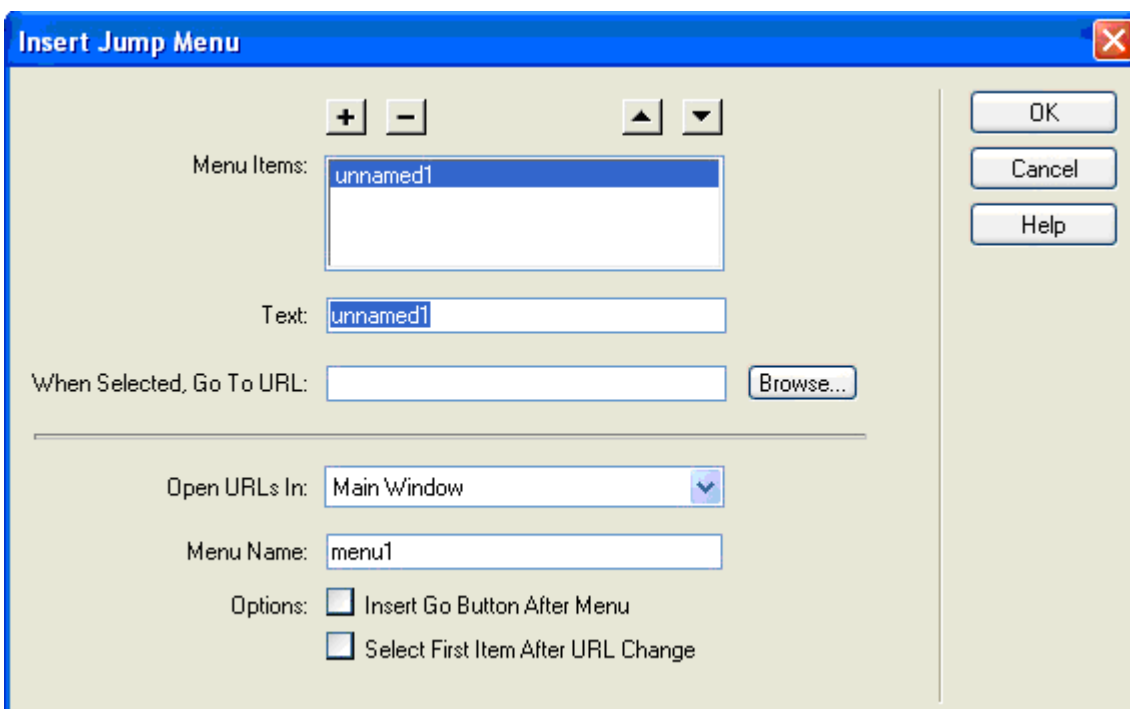 Insert Jump Menu
Menu Items:
unnamed1
Text:
unnamed1
When Selected, Go To URL:
Browse...
Open URLs In:
Main Window
Menu Name:
menu1
Options:
Insert Go Button After Menu
Select First Item After URL Change
OK
Cancel
Help